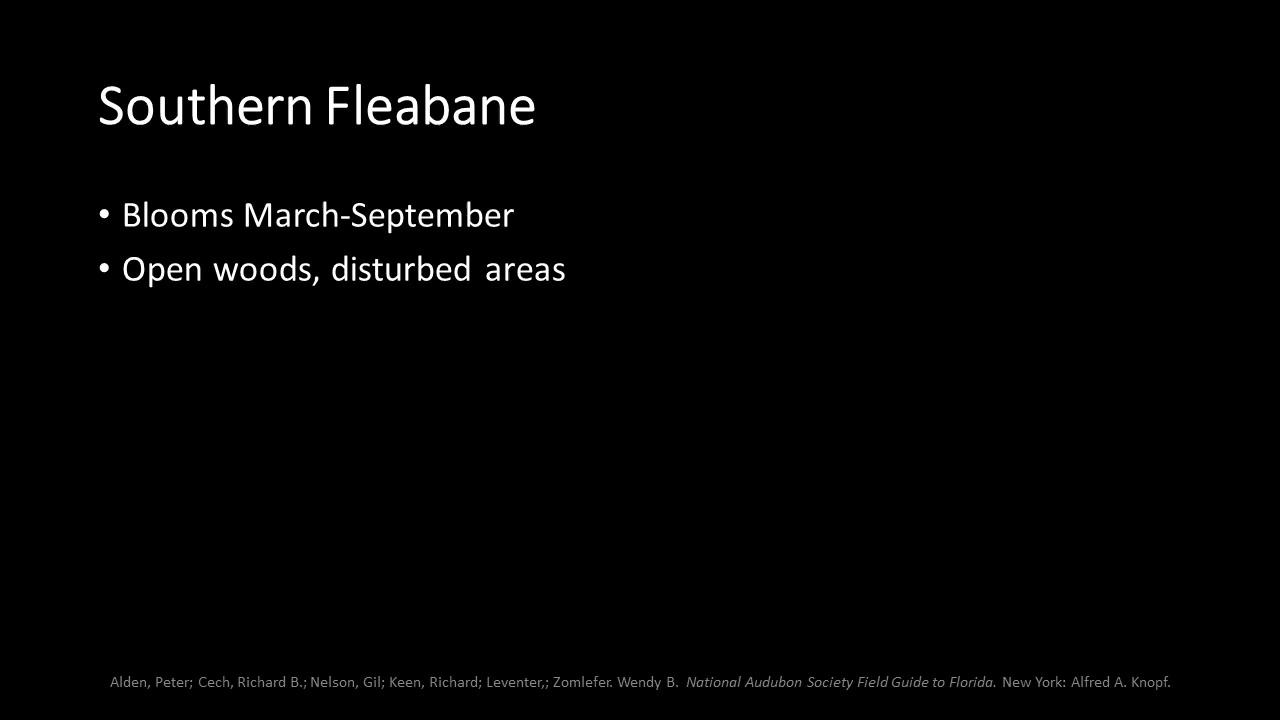 Southern Fleabane
• Blooms March-September
• Open woods, disturbed areas
Alden, Peter; Cech, Richard B.; Nelson, Gil; Keen, Richard; Leventer,; Zomlefer. Wendy B. National Audubon Society Field Guide to Florida. New York: Alfred A. Knopf.